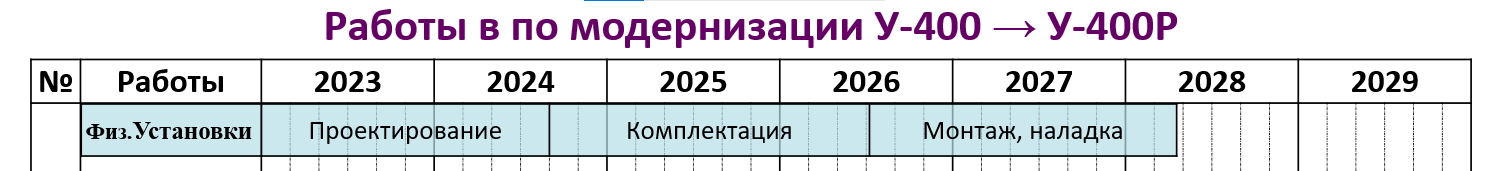 Работы в по модернизации У-400 → У-400Р
№ Работы 2023 2024 2025 2026 2027 2028 2029
Физ.Установки Проектирование Комплектация Монтаж, наладка